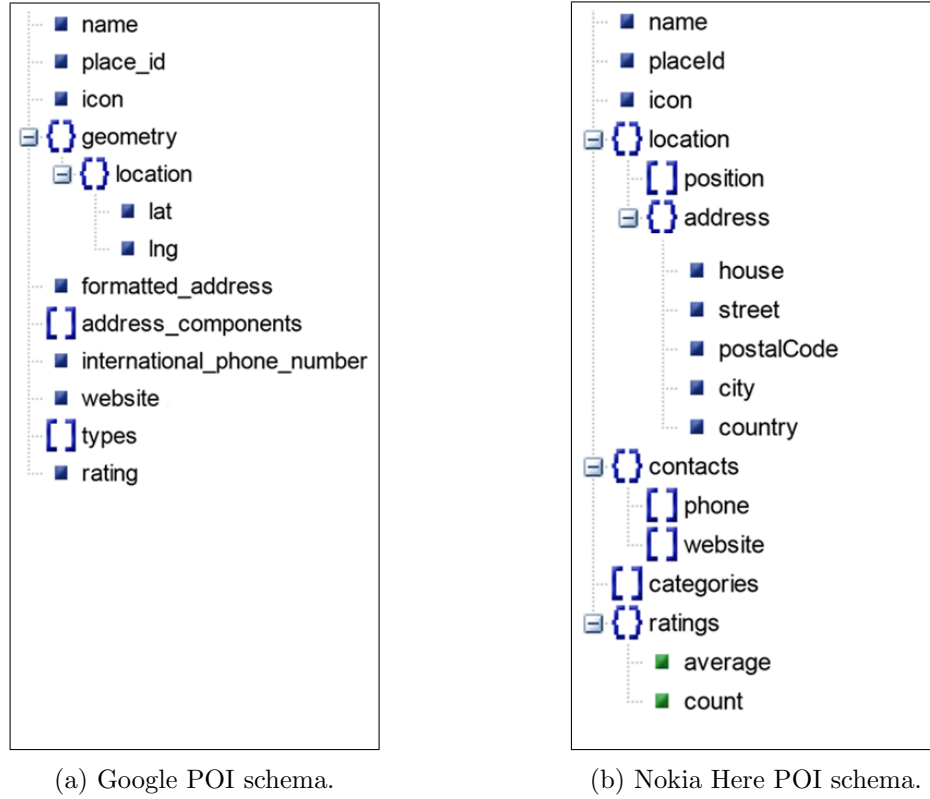 name
place_id
icon
geometry
location
lat
lng
formatted_address
address_components
international_phone_number
website
types
rating
(a) Google POI schema.
name
placeId
icon
location
position
address
house
street
postalCode
city
country
contacts
phone
website
categories
ratings
average
count
(b) Nokia Here POI schema.